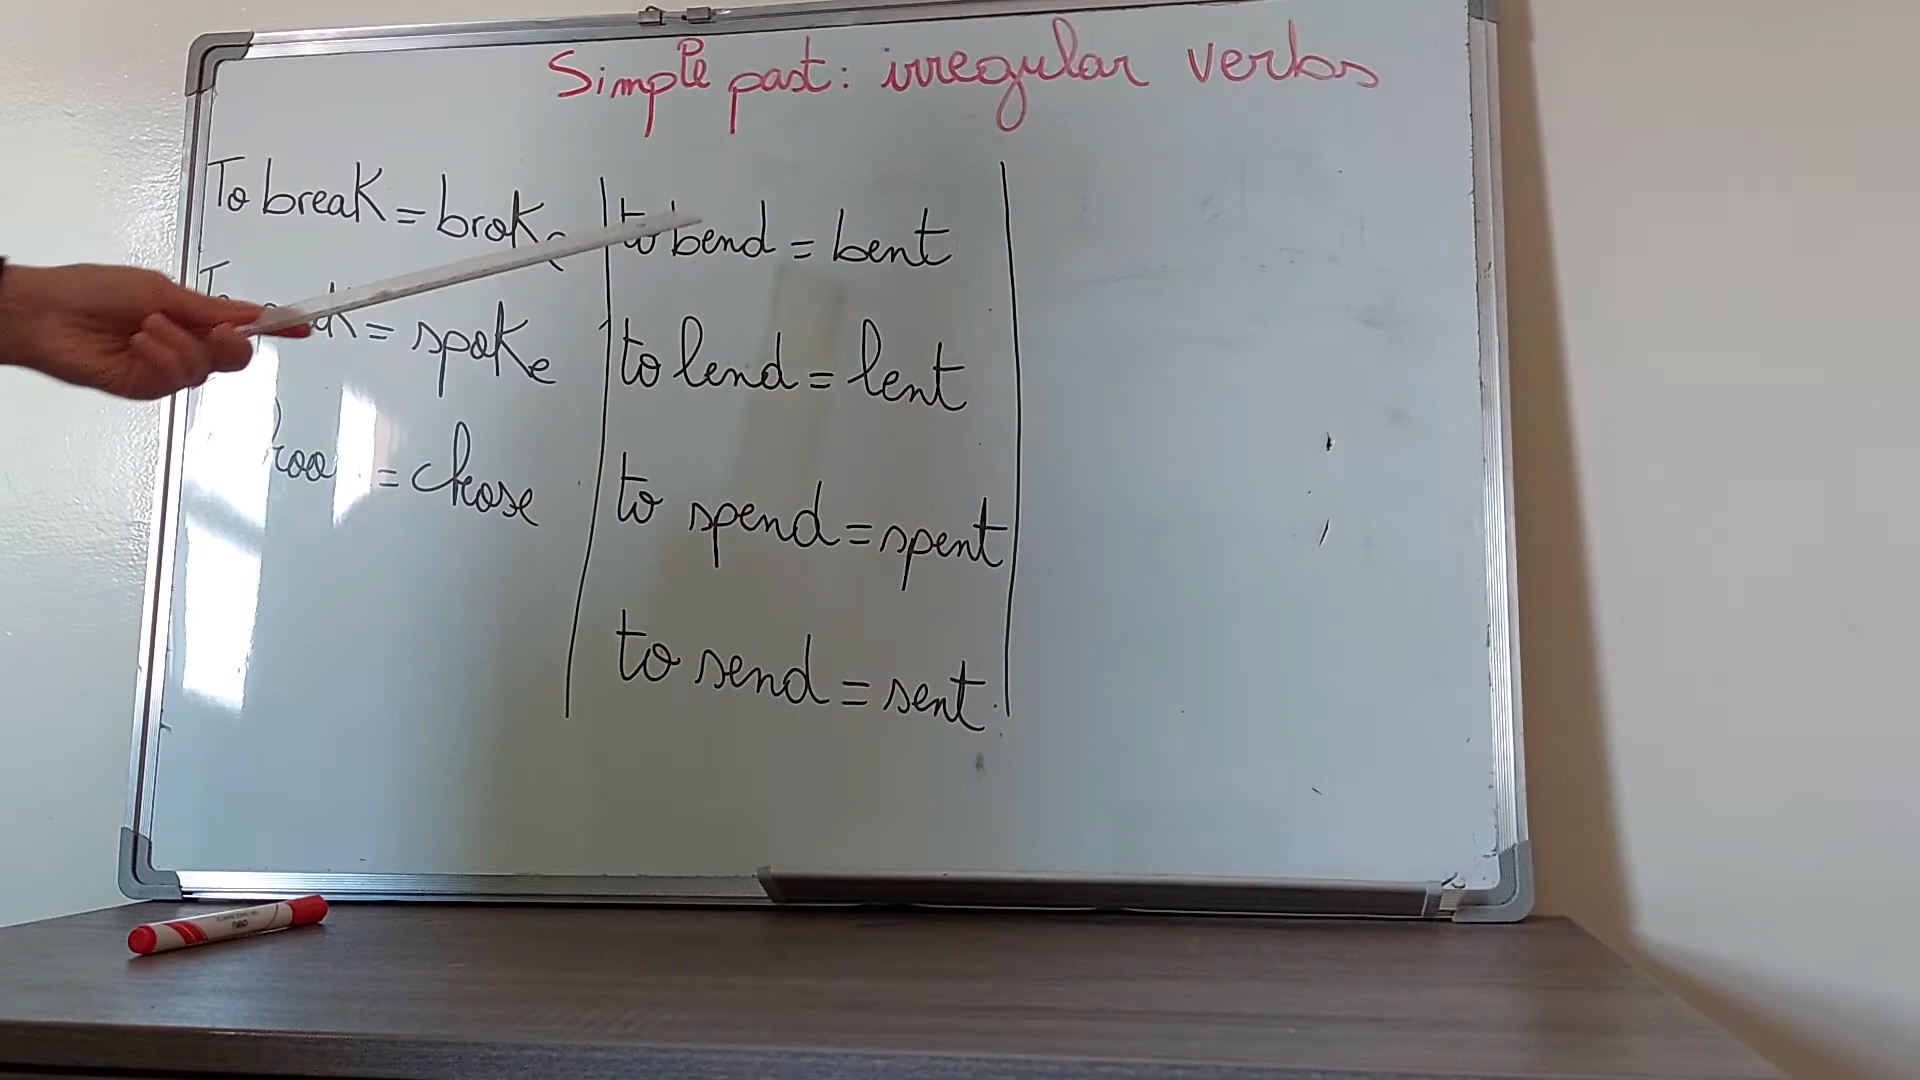 Simple past: irregular verbs
To break = broke
= spoke
= chose
to bend = bent
to lend = lent
to spend = spent
to send = sent
neo